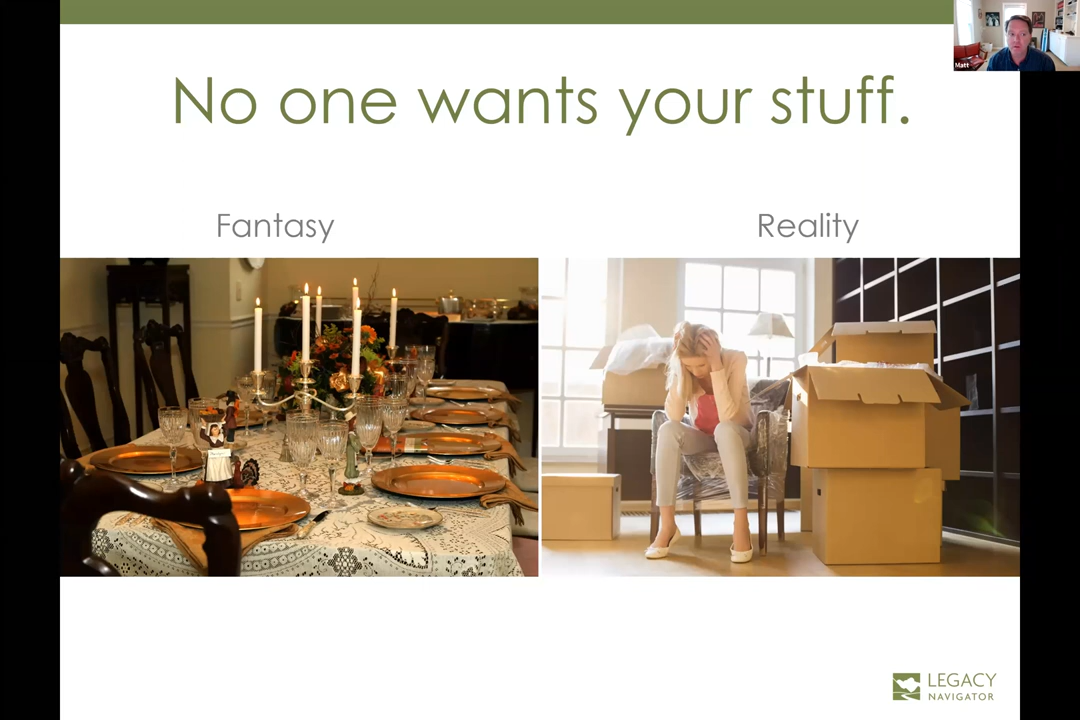 Matt
No one wants your stuff.
Fantasy
Reality
LEGACY
NAVIGATOR